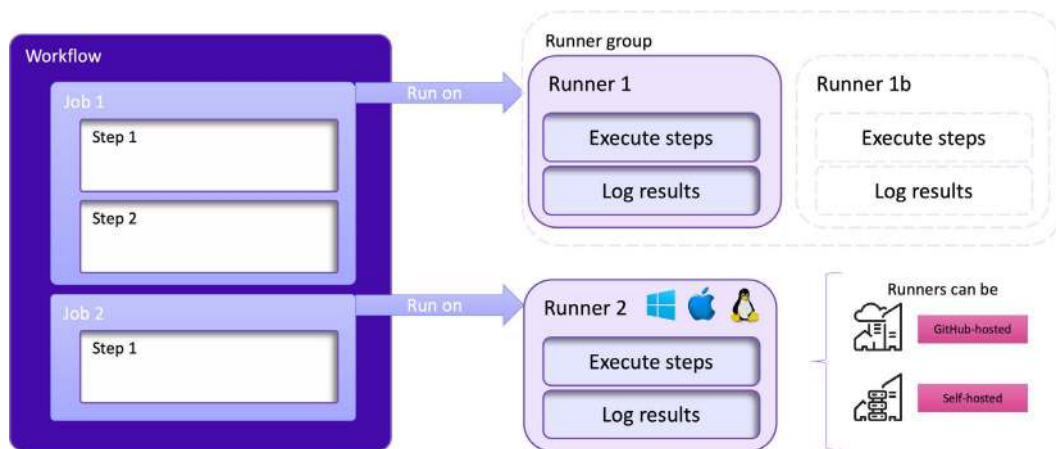 Workflow
Job 1
Step 1
Step 2
Job 2
Step 1
Run on
Run on
Runner group
Runner 1
Execute steps
Log results
Runner 1b
Execute steps
Log results
Runner 2
Execute steps
Log results
Runners can be
GitHub-hosted
Self-hosted